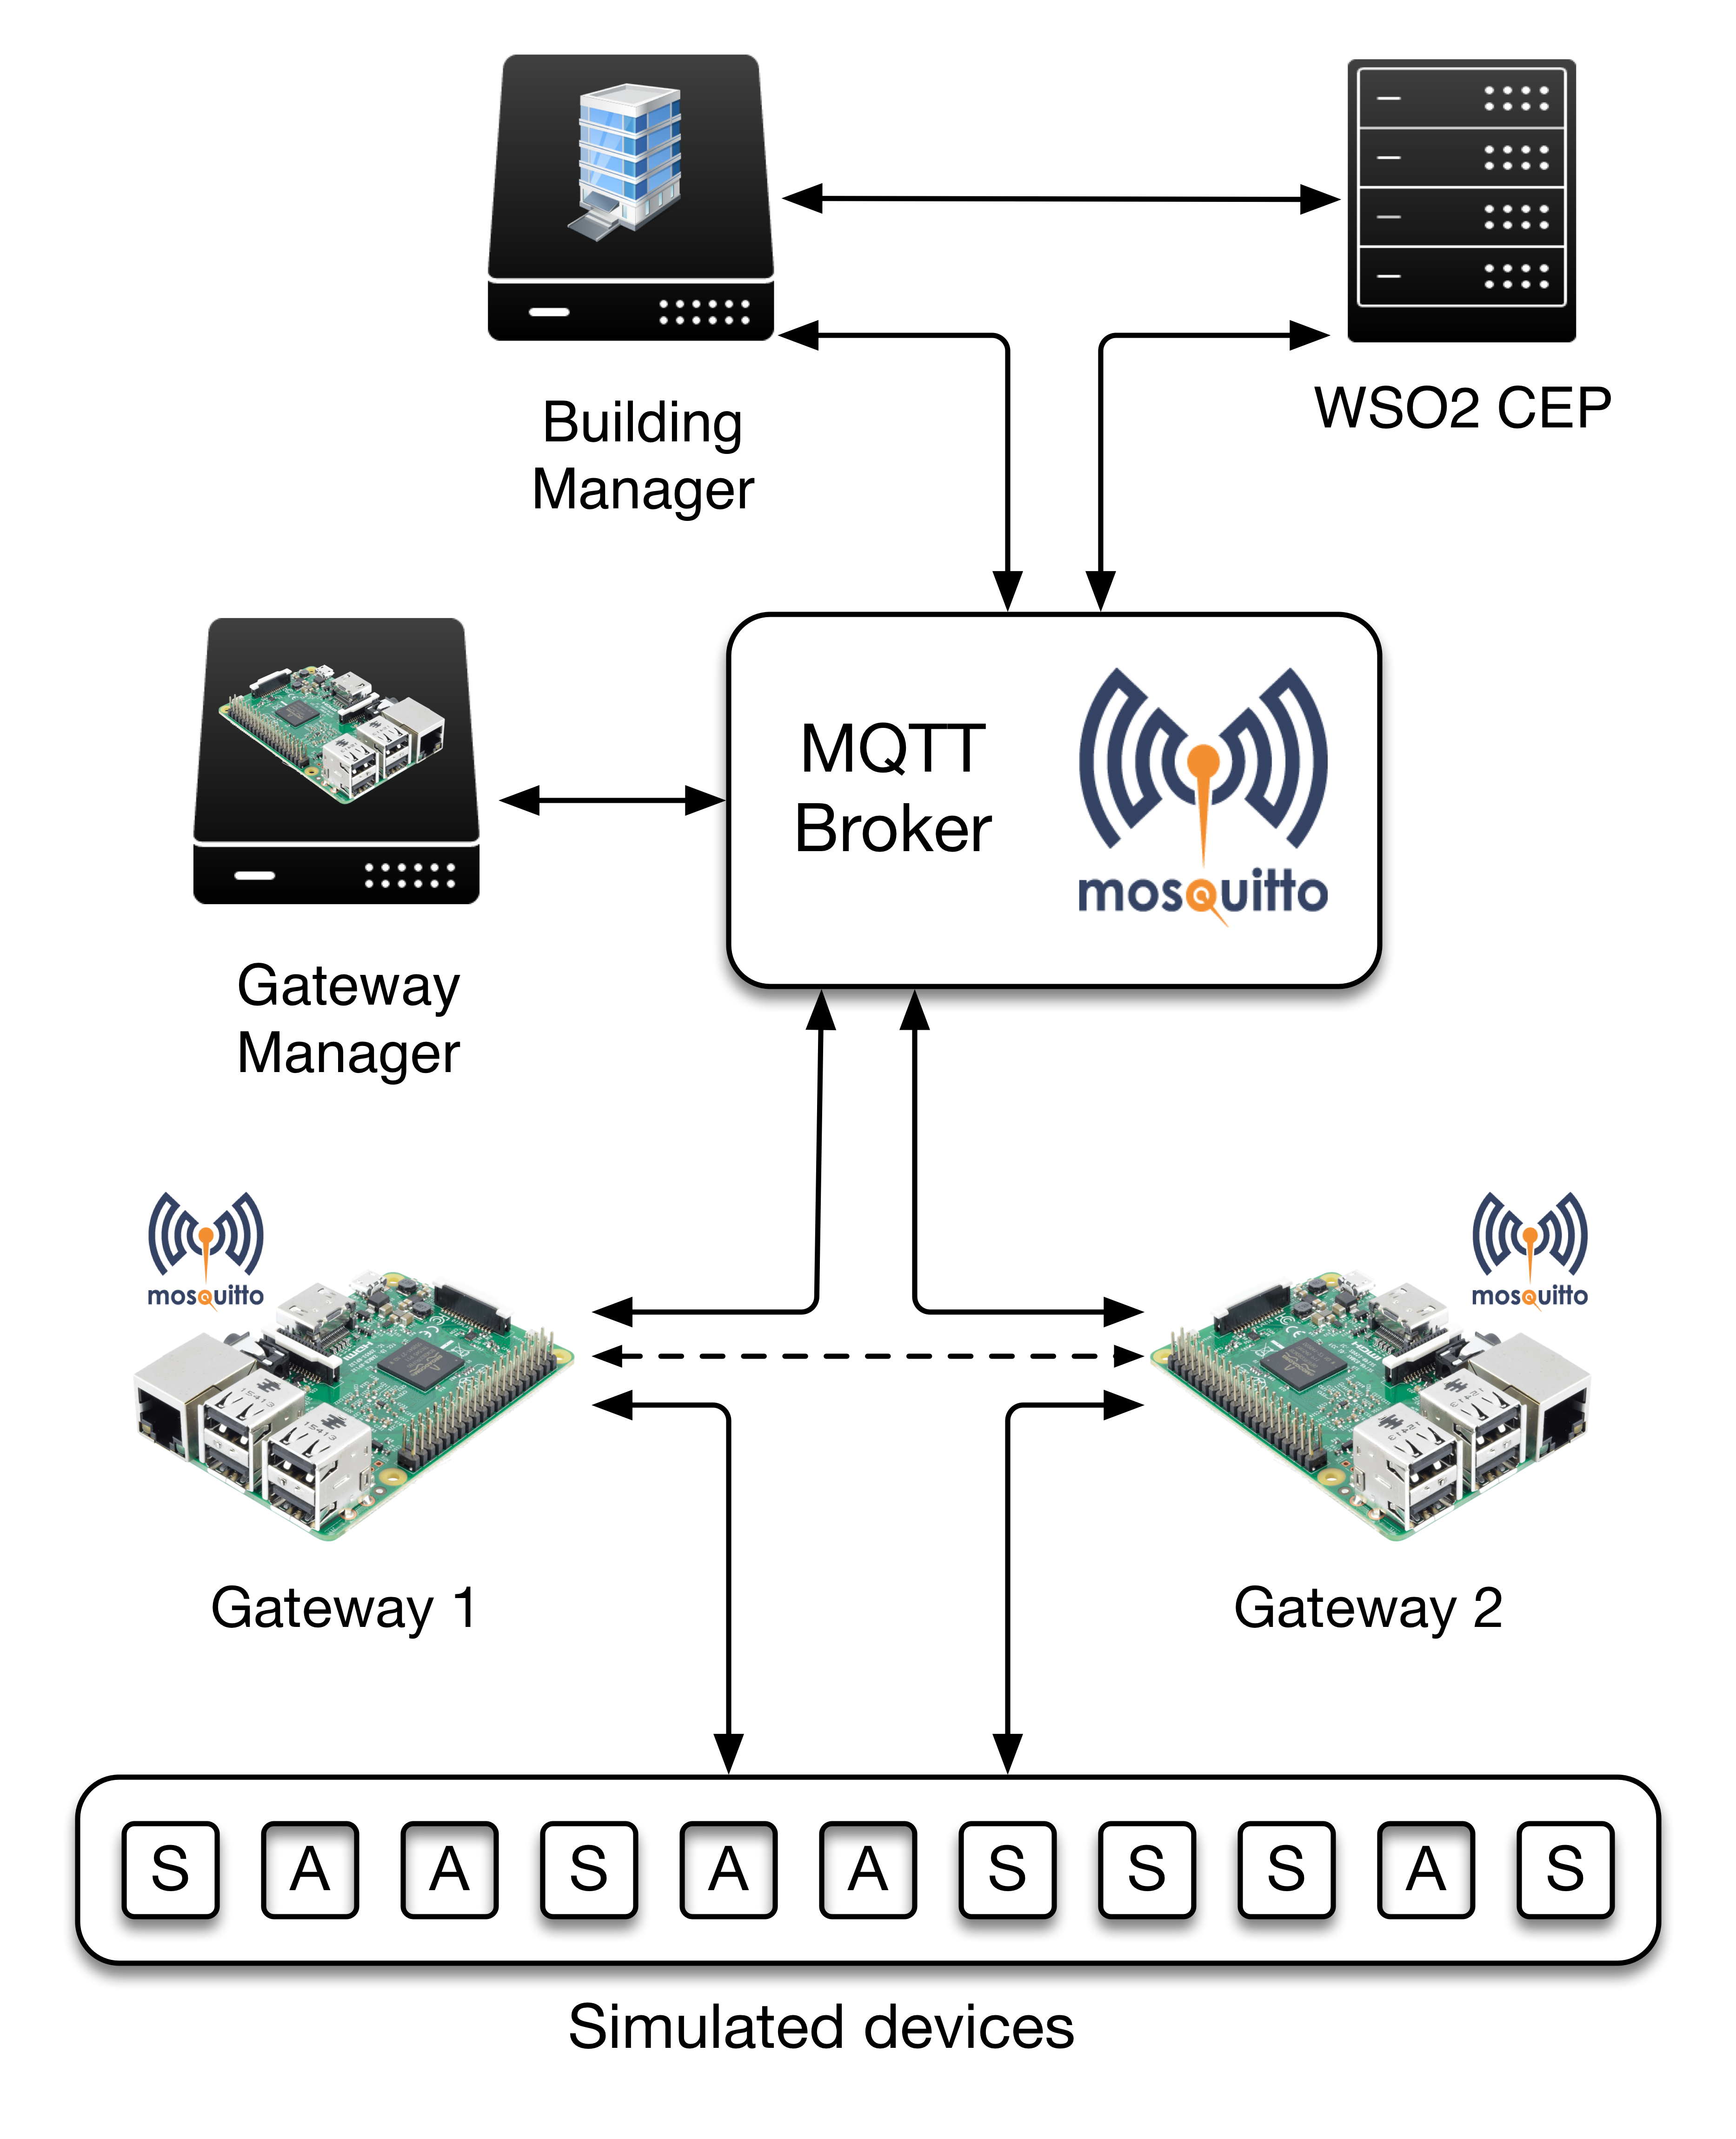 Building
Manager
WSO2 CEP
MQTT
Broker
mosquitto
Gateway
Manager
mosquitto
mosquitto
Gateway 1
Gateway 2
S A A S A A S S S A S
Simulated devices